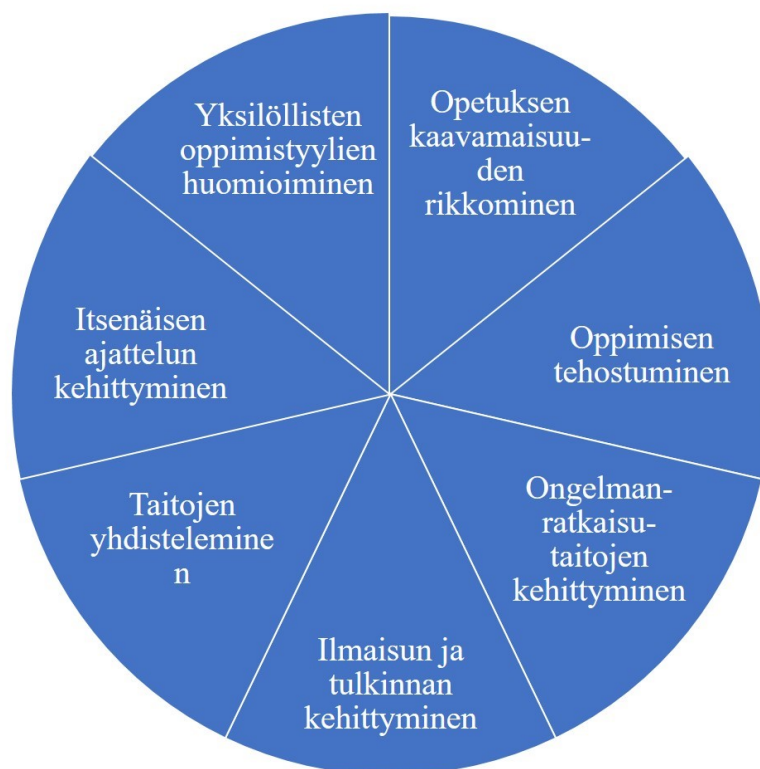 Opetuksen
kaavamaisuu-
den
rikkominen
Oppimisen
tehostuminen
Ongelman-
ratkaisu-
taitojen
kehittyminen
Ilmaisun ja
tulkinnan
kehittyminen
Taitojen
yhdistelemine
n
Itsenäisen
ajattelun
kehittyminen
Yksilöllisten
oppimistyylien
huomioiminen